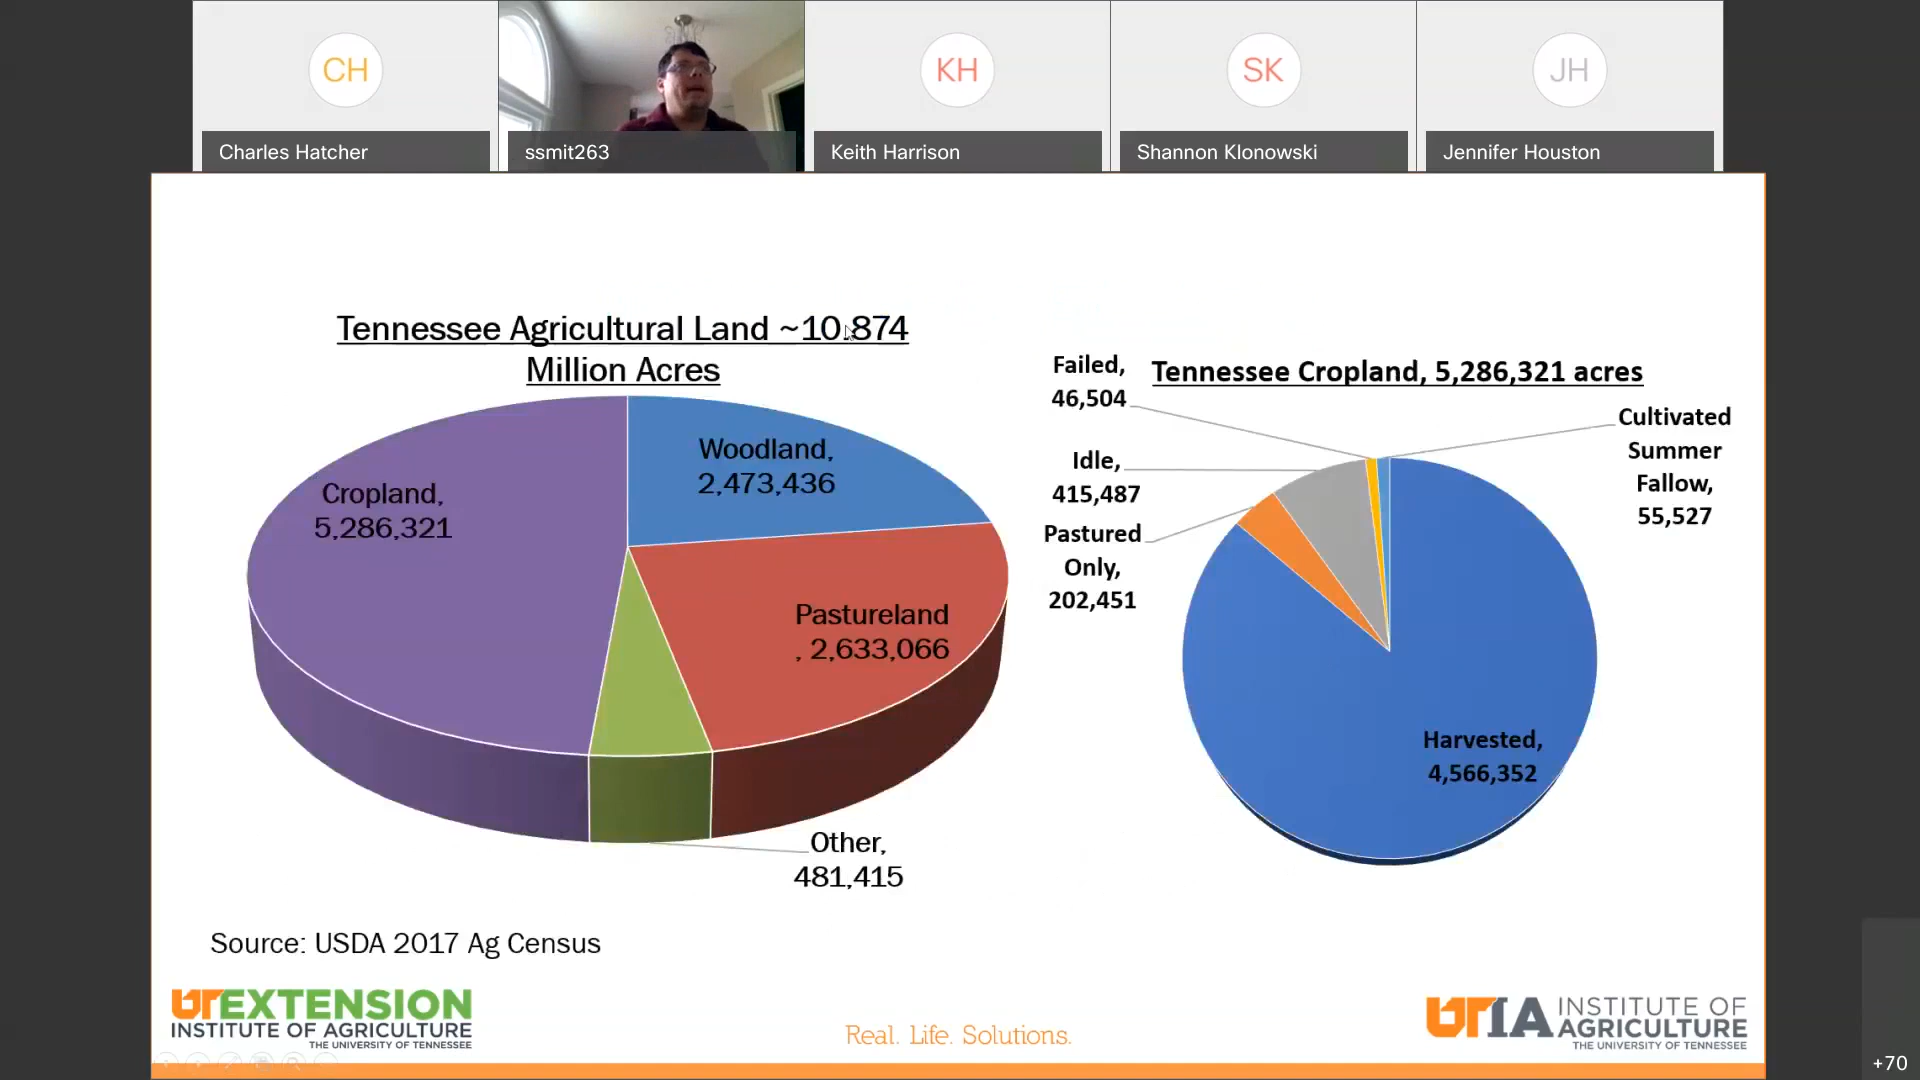 CH
KH
SK
JH
Charles Hatcher
ssmit263
Keith Harrison
Shannon Klonowski
Jennifer Houston
Tennessee Agricultural Land ~10.874
Million Acres
Woodland,
2,473,436
Cropland,
5,286,321
Pastureland
, 2,633,066
Other,
481,415
Tennessee Cropland, 5,286,321 acres
Failed,
46,504
Cultivated
Summer
Fallow,
55,527
Idle,
415,487
Pastured
Only,
202,451
Harvested,
4,566,352
Source: USDA 2017 Ag Census
UTEXTENSION
INSTITUTE OF AGRICULTURE
THE UNIVERSITY OF TENNESSEE
Real. Life. Solutions.
UTIA INSTITUTE OF
AGRICULTURE
THE UNIVERSITY OF TENNESSEE
+70